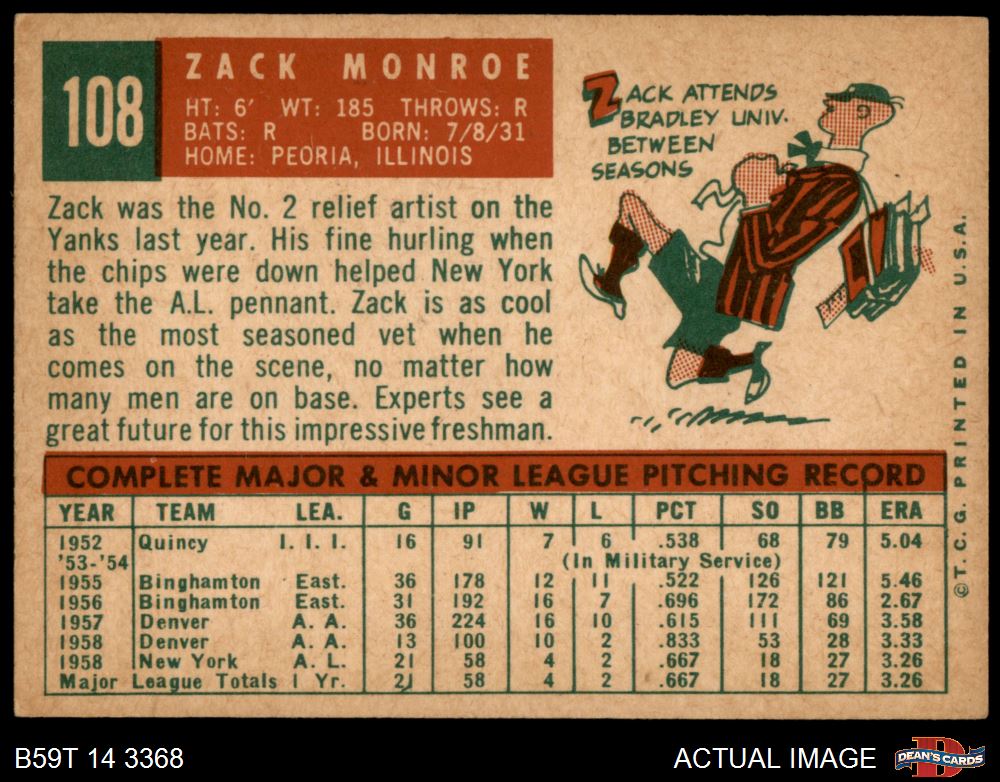 108
ZACK MONROE
HT: 6' WT: 185 THROWS: R
BATS: R BORN: 7/8/31
HOME: PEORIA, ILLINOIS
ZACK ATTENDS
BRADLEY UNIV.
BETWEEN
SEASONS
Zack was the No. 2 relief artist on the
Yanks last year. His fine hurling when
the chips were down helped New York
take the A.L. pennant. Zack is as cool
as the most seasoned vet when he
comes on the scene, no matter how
many men are on base. Experts see a
great future for this impressive freshman.
COMPLETE MAJOR & MINOR LEAGUE PITCHING RECORD
YEAR TEAM LEA. G IP W L PCT SO BB ERA
1952 Quincy I. I. I. 16 91 7 6 .538 68 79 5.04
'53-'54 (In Military Service)
1955 Binghamton East. 36 178 12 11 .522 126 121 5.46
1956 Binghamton East. 31 192 16 7 .696 172 86 2.67
1957 Denver A. A. 36 224 16 10 .615 111 69 3.58
1958 Denver A. A. 13 100 10 2 .833 53 28 3.33
1958 New York A. L. 21 58 4 2 .667 18 27 3.26
Major League Totals 1 Yr. 21 58 4 2 .667 18 27 3.26
©T.C.G. PRINTED IN U.S.A.
B59T 14 3368
ACTUAL IMAGE
D
DEAN'S CARDS